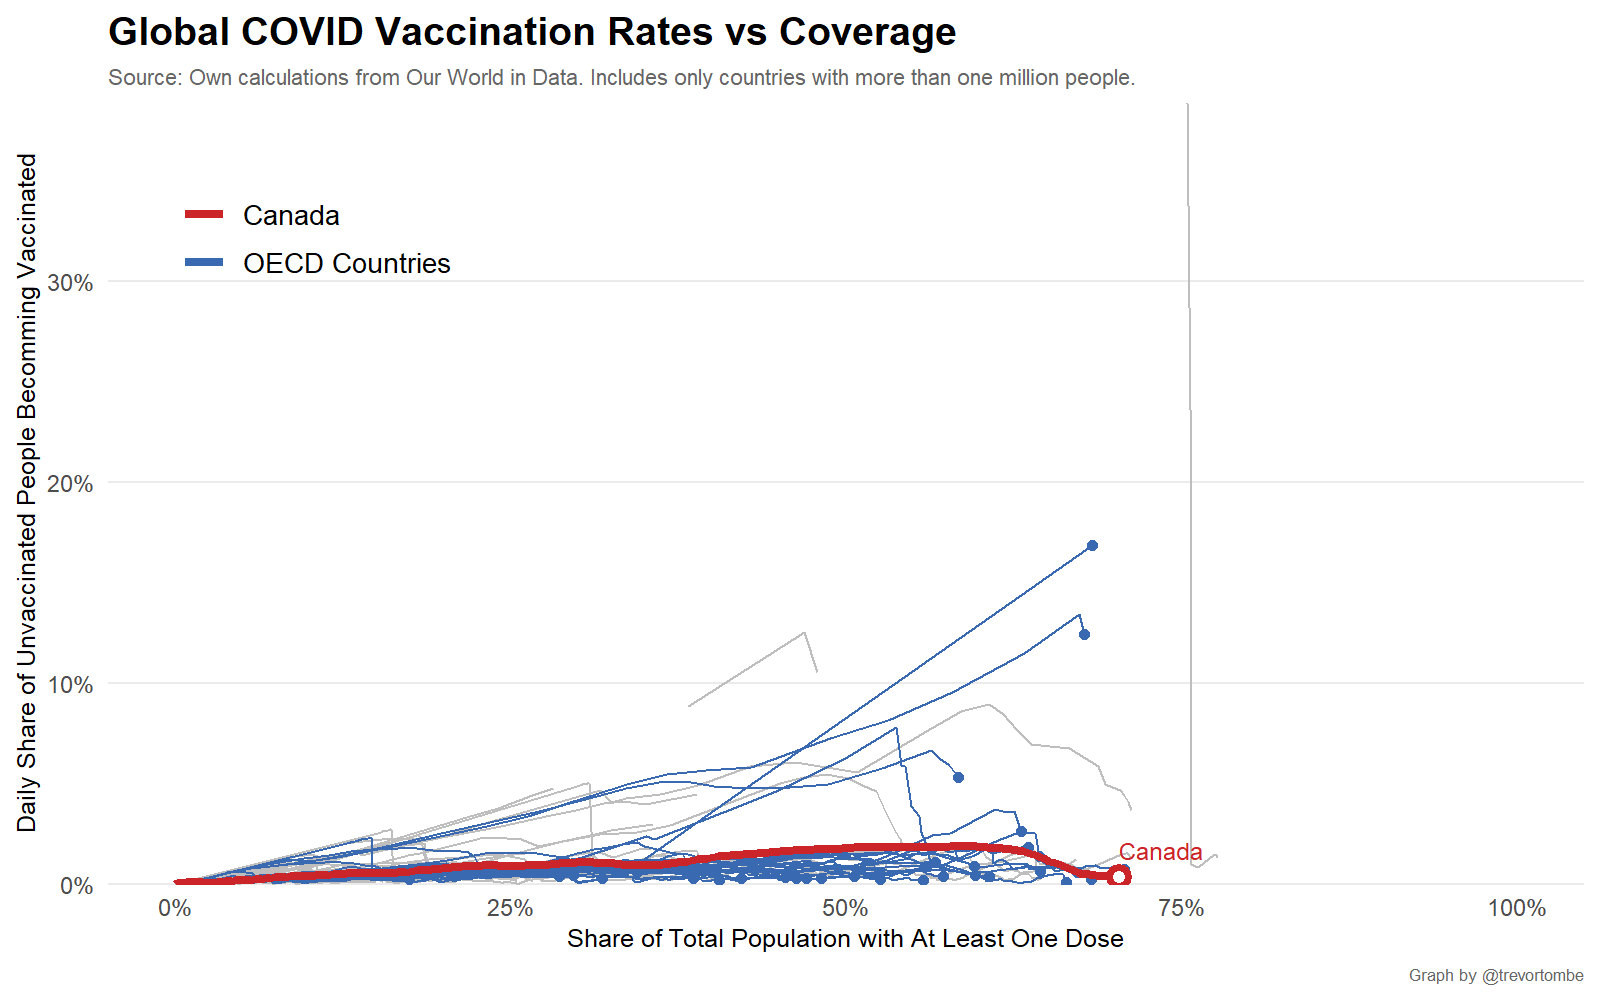 Global COVID Vaccination Rates vs Coverage
Source: Own calculations from Our World in Data. Includes only countries with more than one million people.
Daily Share of Unvaccinated People Becomming Vaccinated
Canada
OECD Countries
30%
20%
10%
0%
Canada
0%
25%
50%
75%
100%
Share of Total Population with At Least One Dose
Graph by @trevortombe